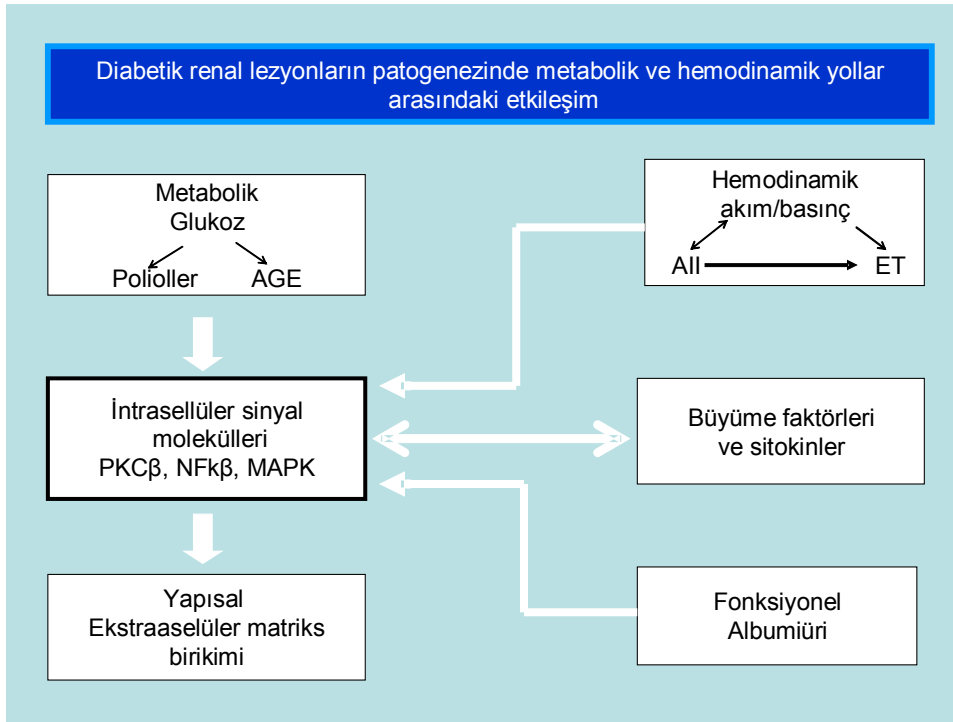 Diabetik renal lezyonların patogenezinde metabolik ve hemodinamik yollar
arasındaki etkileşim
Metabolik
Glukoz
Polioller AGE
Hemodinamik
akım/basınç
AII ET
İntrasellüler sinyal
molekülleri
PKCβ, NFkβ, MAPK
Büyüme faktörleri
ve sitokinler
Yapısal
Ekstraaselüler matriks
birikimi
Fonksiyonel
Albumiüri